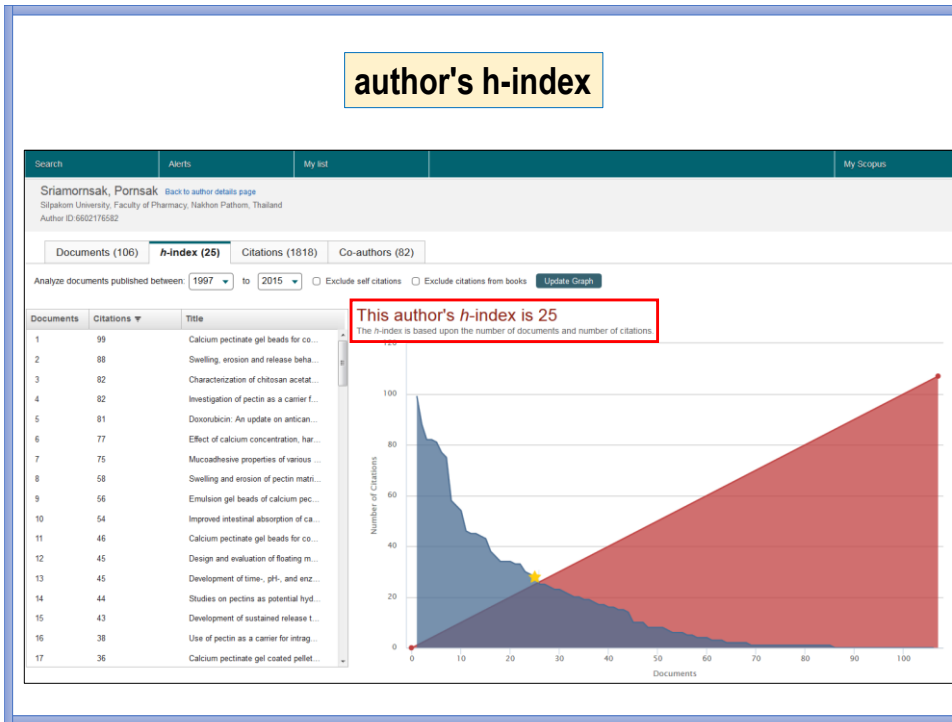 author's h-index
Search Alerts My list My Scopus
Sriamornsak, Pornsak Back to author details page
Silpakorn University, Faculty of Pharmacy, Nakhon Pathom, Thailand
Author ID:6602176582
Documents (106) h-index (25) Citations (1818) Co-authors (82)
Analyze documents published between: 1997 to 2015 Exclude self citations Exclude citations from books Update Graph
Documents Citations Title
1 99 Calcium pectinate gel beads for co...
2 88 Swelling, erosion and release beha...
3 82 Characterization of chitosan acetat...
4 82 Investigation of pectin as a carrier f...
5 81 Doxorubicin: An update on antican...
6 77 Effect of calcium concentration, har...
7 75 Mucoadhesive properties of various ...
8 58 Swelling and erosion of pectin matri...
9 56 Emulsion gel beads of calcium pec...
10 54 Improved intestinal absorption of ca...
11 46 Calcium pectinate gel beads for co...
12 45 Design and evaluation of floating m...
13 45 Development of time-, pH-, and enz...
14 44 Studies on pectins as potential hyd...
15 43 Development of sustained release t...
16 38 Use of pectin as a carrier for intrag...
17 36 Calcium pectinate gel coated pellet...
This author's h-index is 25
The h-index is based upon the number of documents and number of citations.
120
100
80
60
40
20
0
Number of Citations
0 10 20 30 40 50 60 70 80 90 100
Documents